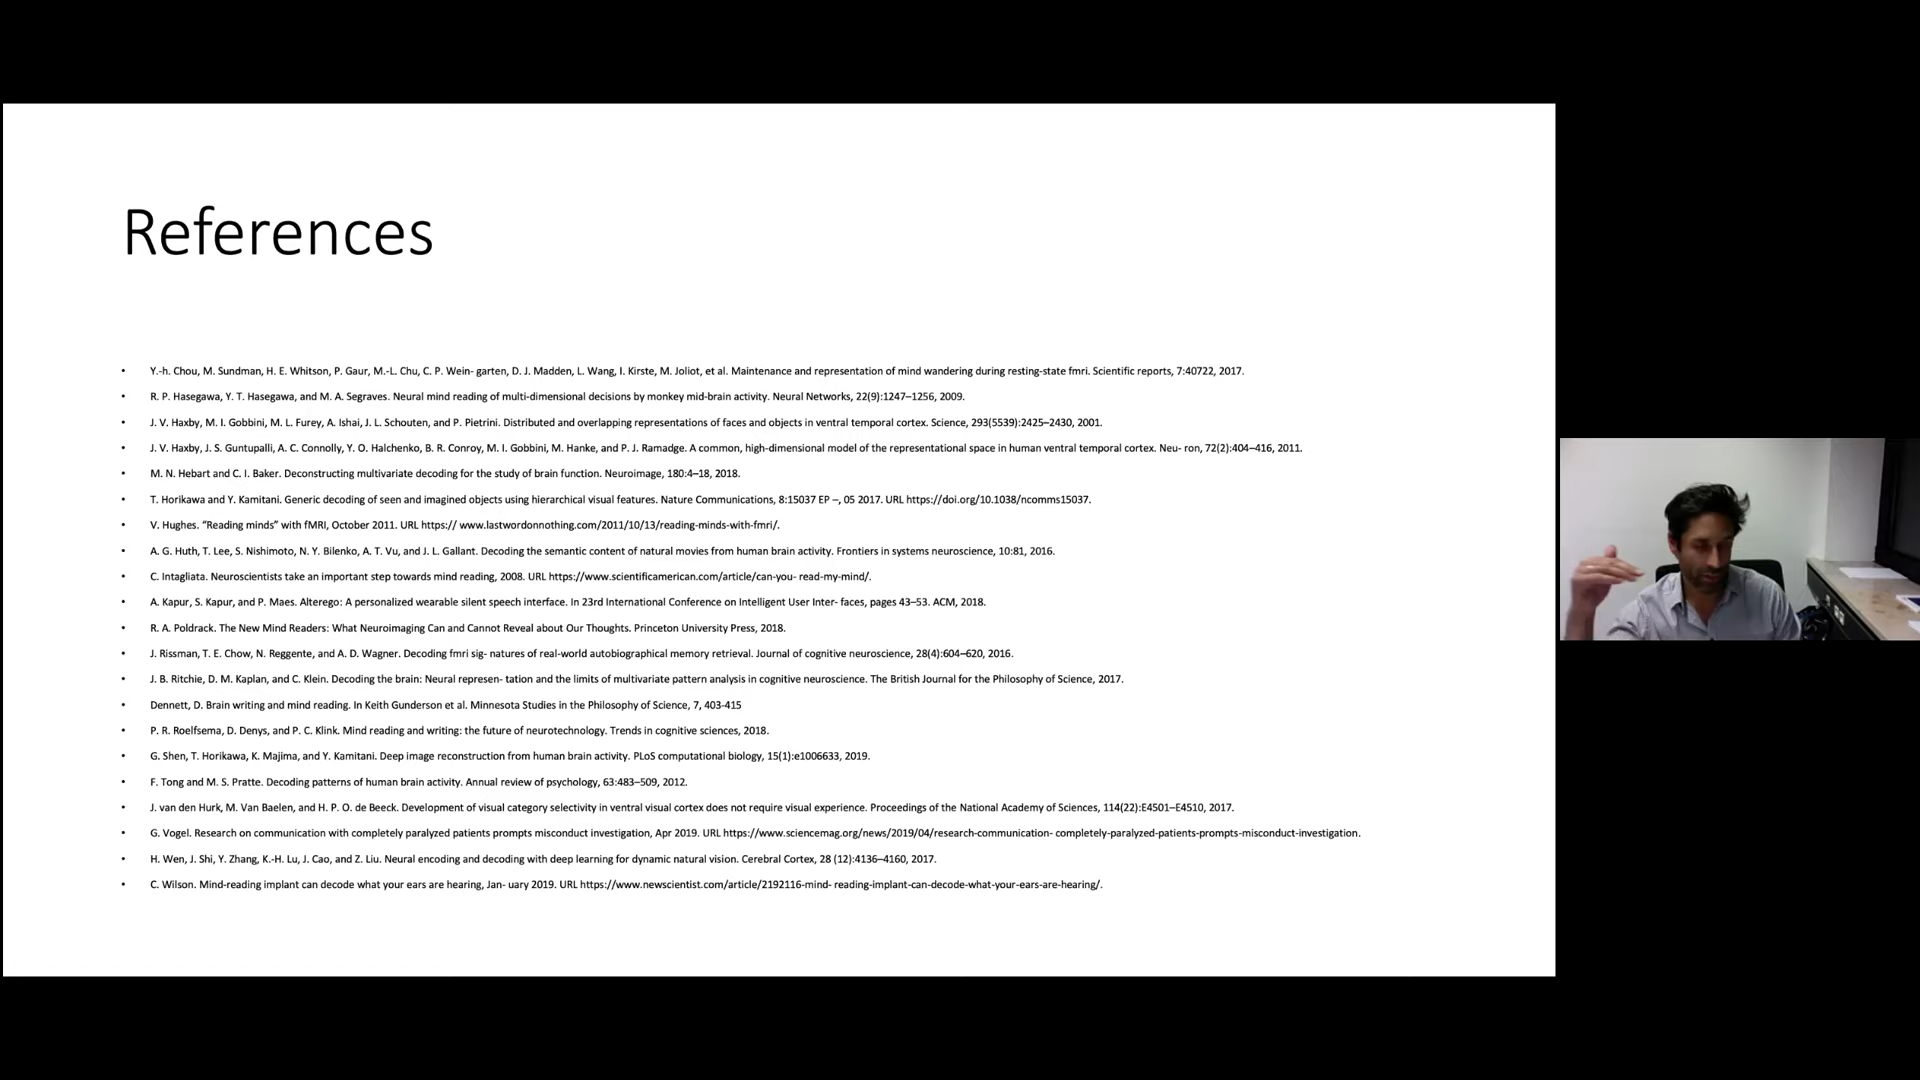 References
• Y.-h. Chou, M. Sundman, H. E. Whitson, P. Gaur, M.-L. Chu, C. P. Wein- garten, D. J. Madden, L. Wang, I. Kirste, M. Joliot, et al. Maintenance and representation of mind wandering during resting-state fmri. Scientific reports, 7:40722, 2017.
• R. P. Hasegawa, Y. T. Hasegawa, and M. A. Segraves. Neural mind reading of multi-dimensional decisions by monkey mid-brain activity. Neural Networks, 22(9):1247–1256, 2009.
• J. V. Haxby, M. I. Gobbini, M. L. Furey, A. Ishai, J. L. Schouten, and P. Pietrini. Distributed and overlapping representations of faces and objects in ventral temporal cortex. Science, 293(5539):2425–2430, 2001.
• J. V. Haxby, J. S. Guntupalli, A. C. Connolly, Y. O. Halchenko, B. R. Conroy, M. I. Gobbini, M. Hanke, and P. J. Ramadge. A common, high-dimensional model of the representational space in human ventral temporal cortex. Neu- ron, 72(2):404–416, 2011.
• M. N. Hebart and C. I. Baker. Deconstructing multivariate decoding for the study of brain function. Neuroimage, 180:4–18, 2018.
• T. Horikawa and Y. Kamitani. Generic decoding of seen and imagined objects using hierarchical visual features. Nature Communications, 8:15037 EP –, 05 2017. URL https://doi.org/10.1038/ncomms15037.
• V. Hughes. “Reading minds” with fMRI, October 2011. URL https:// www.lastwordonnothing.com/2011/10/13/reading-minds-with-fmri/.
• A. G. Huth, T. Lee, S. Nishimoto, N. Y. Bilenko, A. T. Vu, and J. L. Gallant. Decoding the semantic content of natural movies from human brain activity. Frontiers in systems neuroscience, 10:81, 2016.
• C. Intagliata. Neuroscientists take an important step towards mind reading, 2008. URL https://www.scientificamerican.com/article/can-you- read-my-mind/.
• A. Kapur, S. Kapur, and P. Maes. Alterego: A personalized wearable silent speech interface. In 23rd International Conference on Intelligent User Inter- faces, pages 43–53. ACM, 2018.
• R. A. Poldrack. The New Mind Readers: What Neuroimaging Can and Cannot Reveal about Our Thoughts. Princeton University Press, 2018.
• J. Rissman, T. E. Chow, N. Reggente, and A. D. Wagner. Decoding fmri sig- natures of real-world autobiographical memory retrieval. Journal of cognitive neuroscience, 28(4):604–620, 2016.
• J. B. Ritchie, D. M. Kaplan, and C. Klein. Decoding the brain: Neural represen- tation and the limits of multivariate pattern analysis in cognitive neuroscience. The British Journal for the Philosophy of Science, 2017.
• Dennett, D. Brain writing and mind reading. In Keith Gunderson et al. Minnesota Studies in the Philosophy of Science, 7, 403-415
• P. R. Roelfsema, D. Denys, and P. C. Klink. Mind reading and writing: the future of neurotechnology. Trends in cognitive sciences, 2018.
• G. Shen, T. Horikawa, K. Majima, and Y. Kamitani. Deep image reconstruction from human brain activity. PLoS computational biology, 15(1):e1006633, 2019.
• F. Tong and M. S. Pratte. Decoding patterns of human brain activity. Annual review of psychology, 63:483–509, 2012.
• J. van den Hurk, M. Van Baelen, and H. P. O. de Beeck. Development of visual category selectivity in ventral visual cortex does not require visual experience. Proceedings of the National Academy of Sciences, 114(22):E4501–E4510, 2017.
• G. Vogel. Research on communication with completely paralyzed patients prompts misconduct investigation, Apr 2019. URL https://www.sciencemag.org/news/2019/04/research-communication- completely-paralyzed-patients-prompts-misconduct-investigation.
• H. Wen, J. Shi, Y. Zhang, K.-H. Lu, J. Cao, and Z. Liu. Neural encoding and decoding with deep learning for dynamic natural vision. Cerebral Cortex, 28 (12):4136–4160, 2017.
• C. Wilson. Mind-reading implant can decode what your ears are hearing, Jan- uary 2019. URL https://www.newscientist.com/article/2192116-mind- reading-implant-can-decode-what-your-ears-are-hearing/.